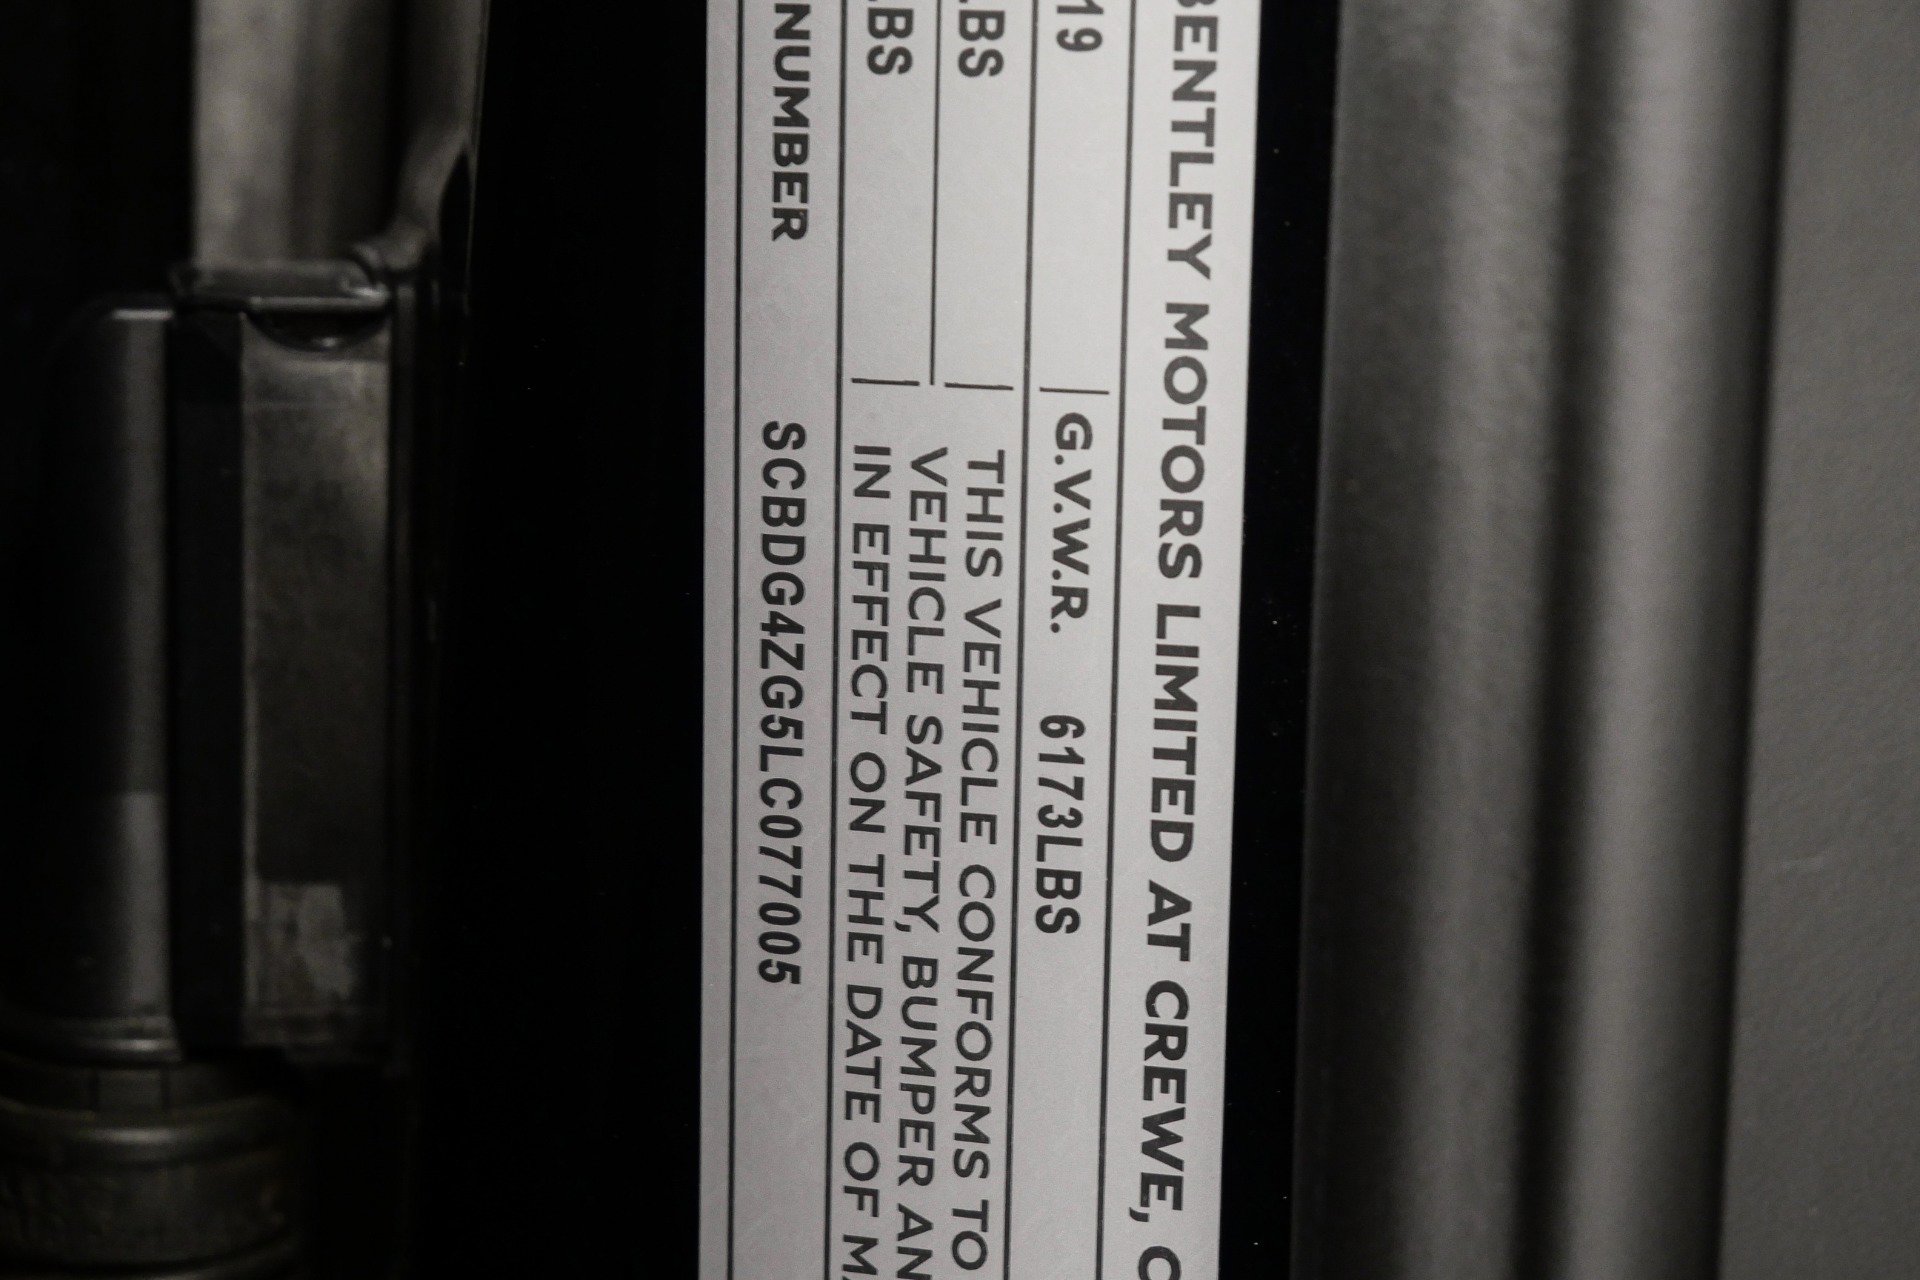 BENTLEY MOTORS LIMITED AT CREWE, C
19 G.V.W.R. 6173LBS
LBS THIS VEHICLE CONFORMS TO
VEHICLE SAFETY, BUMPER AN
LBS IN EFFECT ON THE DATE OF M
NUMBER SCBDG4ZG5LC077005